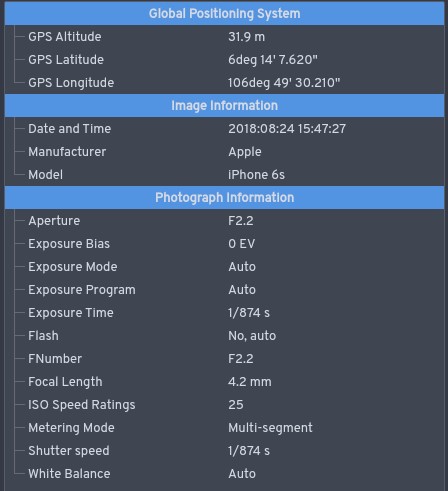 Global Positioning System
GPS Altitude 31.9 m
GPS Latitude 6deg 14' 7.620"
GPS Longitude 106deg 49' 30.210"
Image Information
Date and Time 2018:08:24 15:47:27
Manufacturer Apple
Model iPhone 6s
Photograph Information
Aperture F2.2
Exposure Bias 0 EV
Exposure Mode Auto
Exposure Program Auto
Exposure Time 1/874 s
Flash No, auto
FNumber F2.2
Focal Length 4.2 mm
ISO Speed Ratings 25
Metering Mode Multi-segment
Shutter speed 1/874 s
White Balance Auto